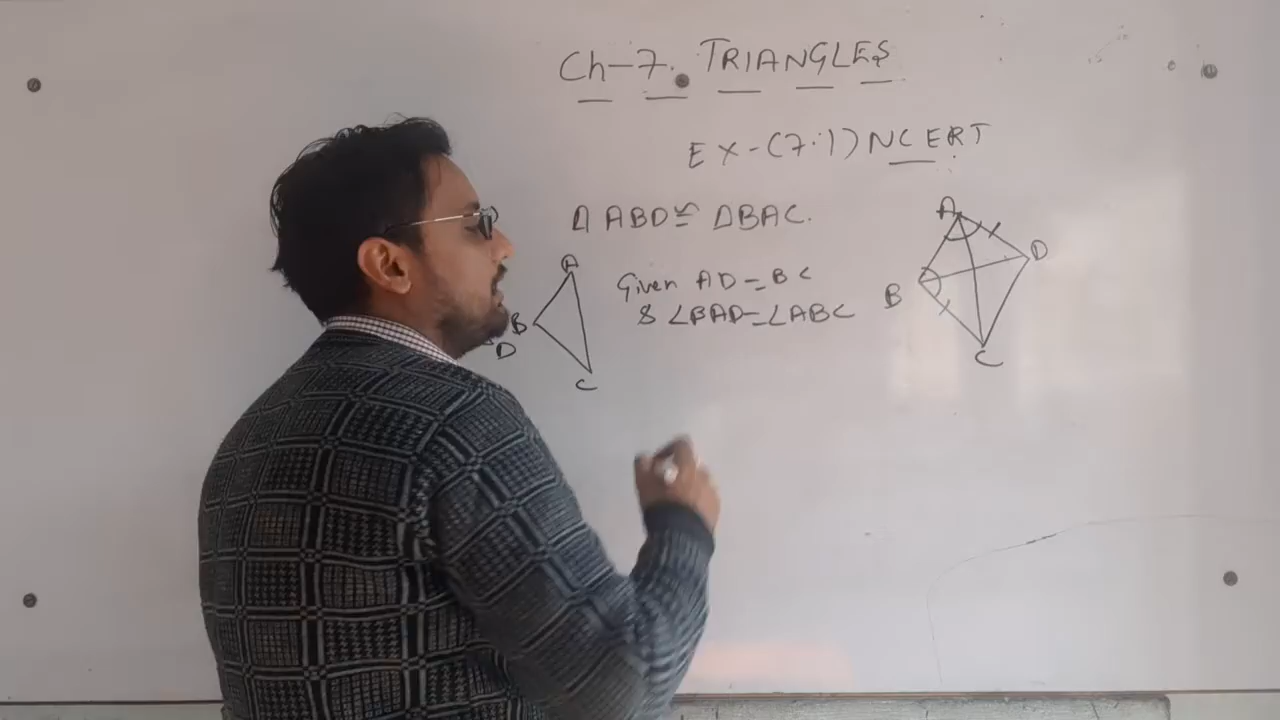 Ch-7. TRIANGLES
EX-(7.1) NCERT
△ ABD ≅ △BAC.
Given AD = BC
& ∠BAD = ∠ABC
A
B
D
C
A
D
B
C